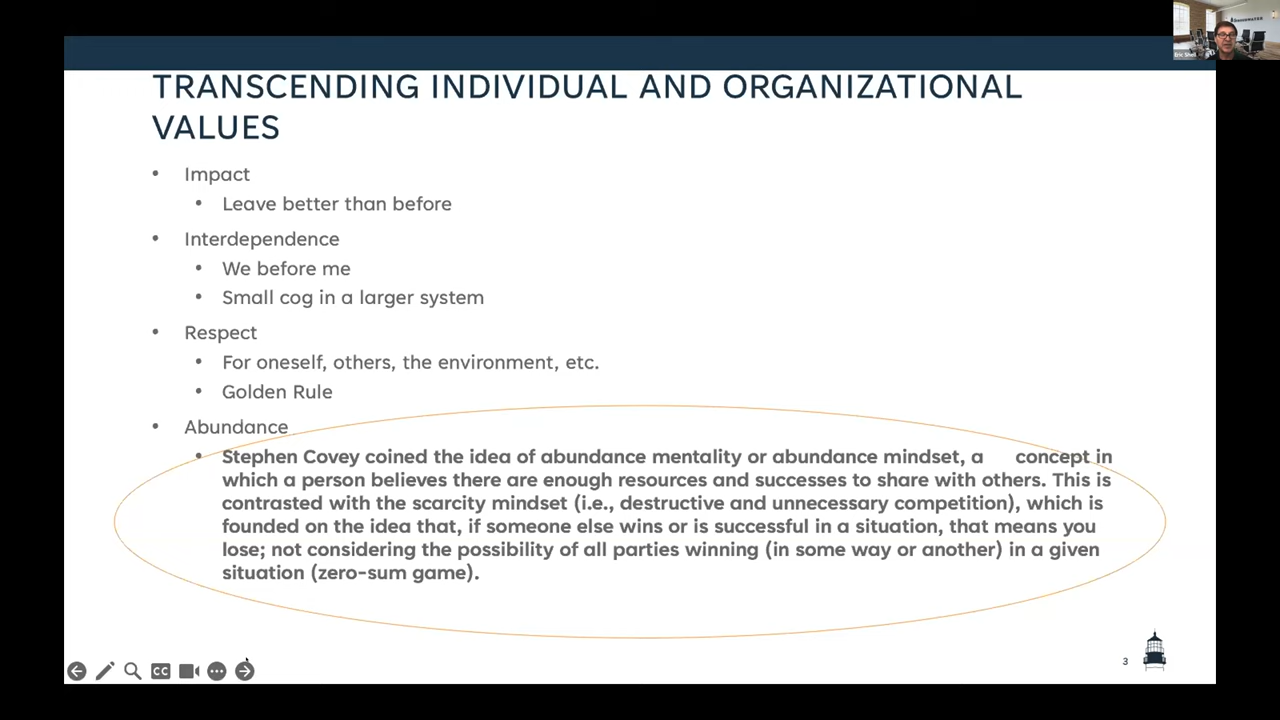 TRANSCENDING INDIVIDUAL AND ORGANIZATIONAL
VALUES
• Impact
• Leave better than before
• Interdependence
• We before me
• Small cog in a larger system
• Respect
• For oneself, others, the environment, etc.
• Golden Rule
• Abundance
• Stephen Covey coined the idea of abundance mentality or abundance mindset, a concept in
which a person believes there are enough resources and successes to share with others. This is
contrasted with the scarcity mindset (i.e., destructive and unnecessary competition), which is
founded on the idea that, if someone else wins or is successful in a situation, that means you
lose; not considering the possibility of all parties winning (in some way or another) in a given
situation (zero-sum game).
3
CC
Eric